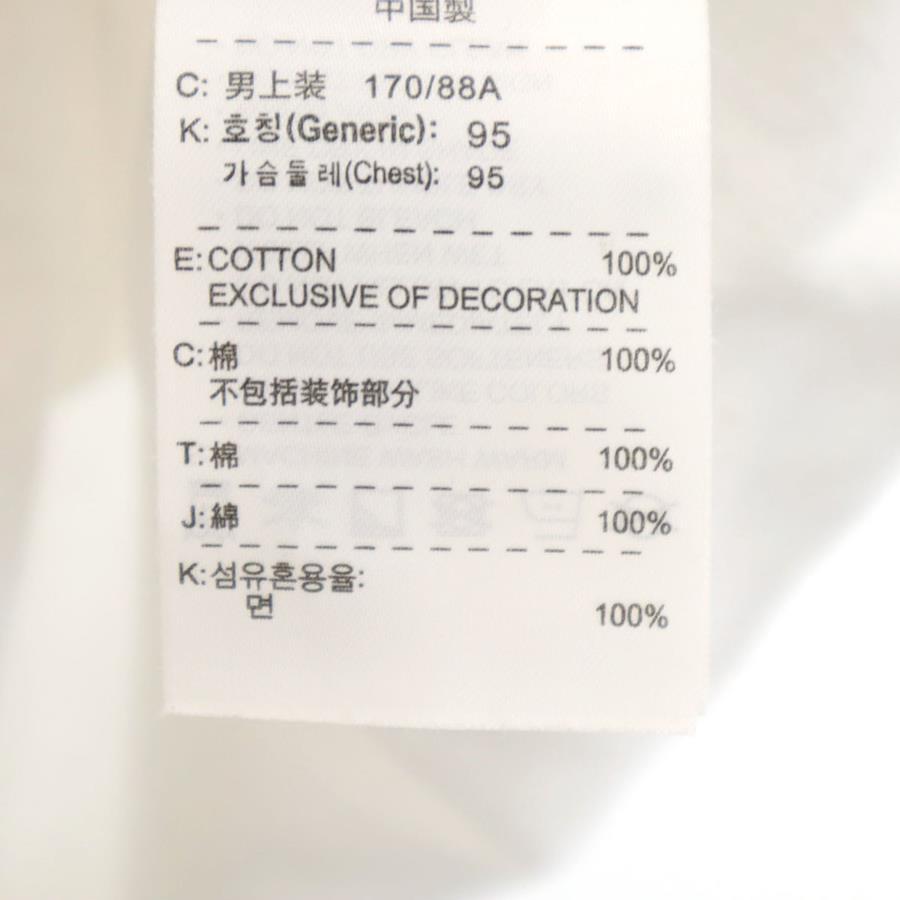 中国製
C: 男上装 170/88A
K: 호칭(Generic): 95
가슴둘레(Chest): 95
E: COTTON 100%
EXCLUSIVE OF DECORATION
C: 棉 100%
不包括装饰部分
T: 棉 100%
J: 綿 100%
K: 섬유혼용율:
면 100%